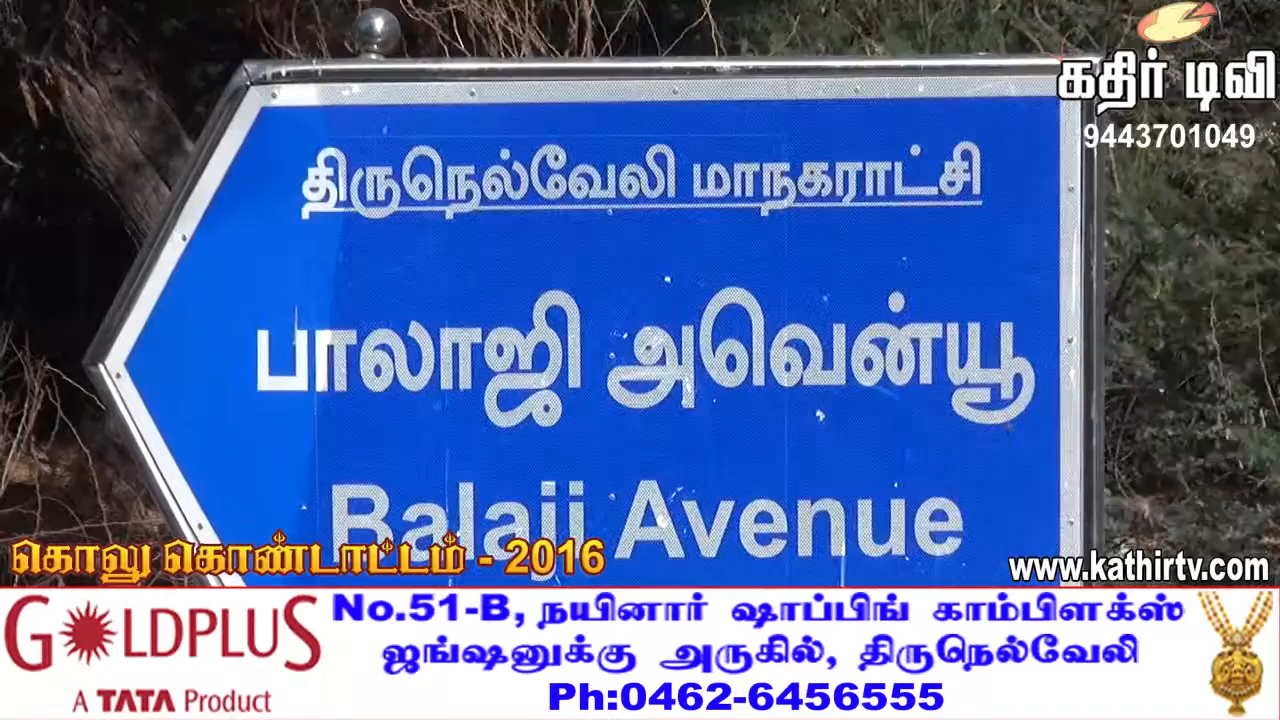 கதிர் டிவி
9443701049
திருநெல்வேலி மாநகராட்சி
பாலாஜி அவென்யூ
Balaji Avenue
கொலு கொண்டாட்டம் - 2016
www.kathirtv.com
GOLDPLUS
A TATA Product
No.51-B, நயினார் ஷாப்பிங் காம்பிளக்ஸ்
ஜங்ஷனுக்கு அருகில், திருநெல்வேலி
Ph:0462-6456555